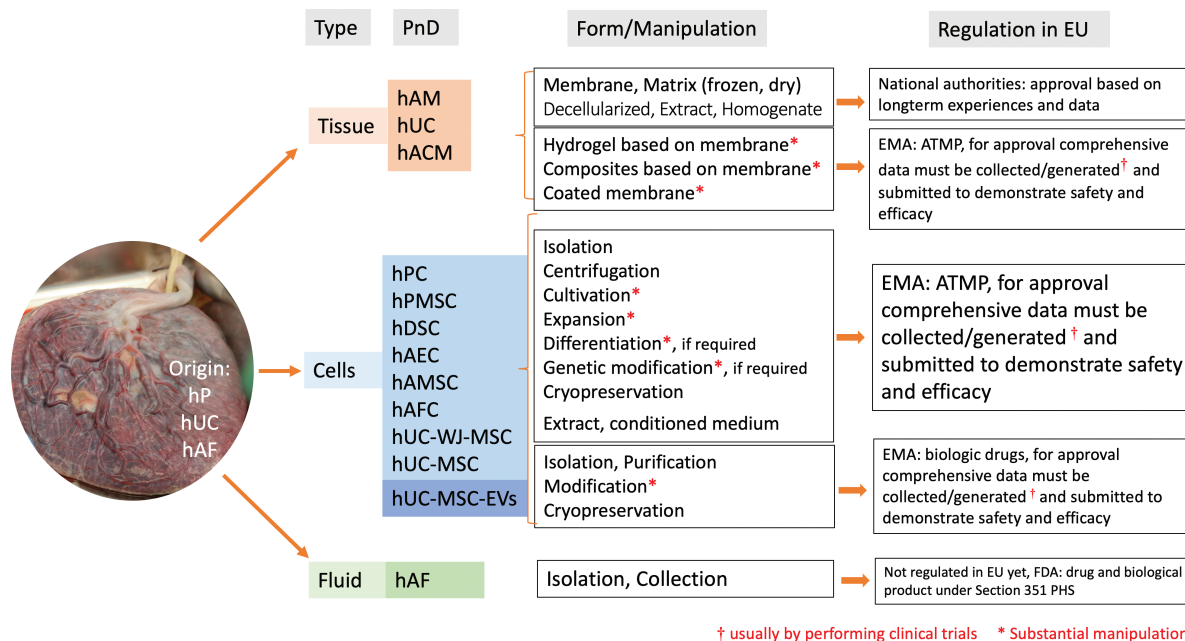 Type
PnD
Form/Manipulation
Regulation in EU
Origin:
hP
hUC
hAF
Tissue
hAM
hUC
hACM
Membrane, Matrix (frozen, dry)
Decellularized, Extract, Homogenate
National authorities: approval based on
longterm experiences and data
Hydrogel based on membrane*
Composites based on membrane*
Coated membrane*
EMA: ATMP, for approval comprehensive
data must be collected/generated† and
submitted to demonstrate safety and
efficacy
Cells
hPC
hPMSC
hDSC
hAEC
hAMSC
hAFC
hUC-WJ-MSC
hUC-MSC
hUC-MSC-EVs
Isolation
Centrifugation
Cultivation*
Expansion*
Differentiation*, if required
Genetic modification*, if required
Cryopreservation
Extract, conditioned medium
EMA: ATMP, for approval
comprehensive data must be
collected/generated † and
submitted to demonstrate safety
and efficacy
Isolation, Purification
Modification*
Cryopreservation
EMA: biologic drugs, for approval
comprehensive data must be
collected/generated † and submitted to
demonstrate safety and efficacy
Fluid
hAF
Isolation, Collection
Not regulated in EU yet, FDA: drug and biological
product under Section 351 PHS
† usually by performing clinical trials * Substantial manipulation